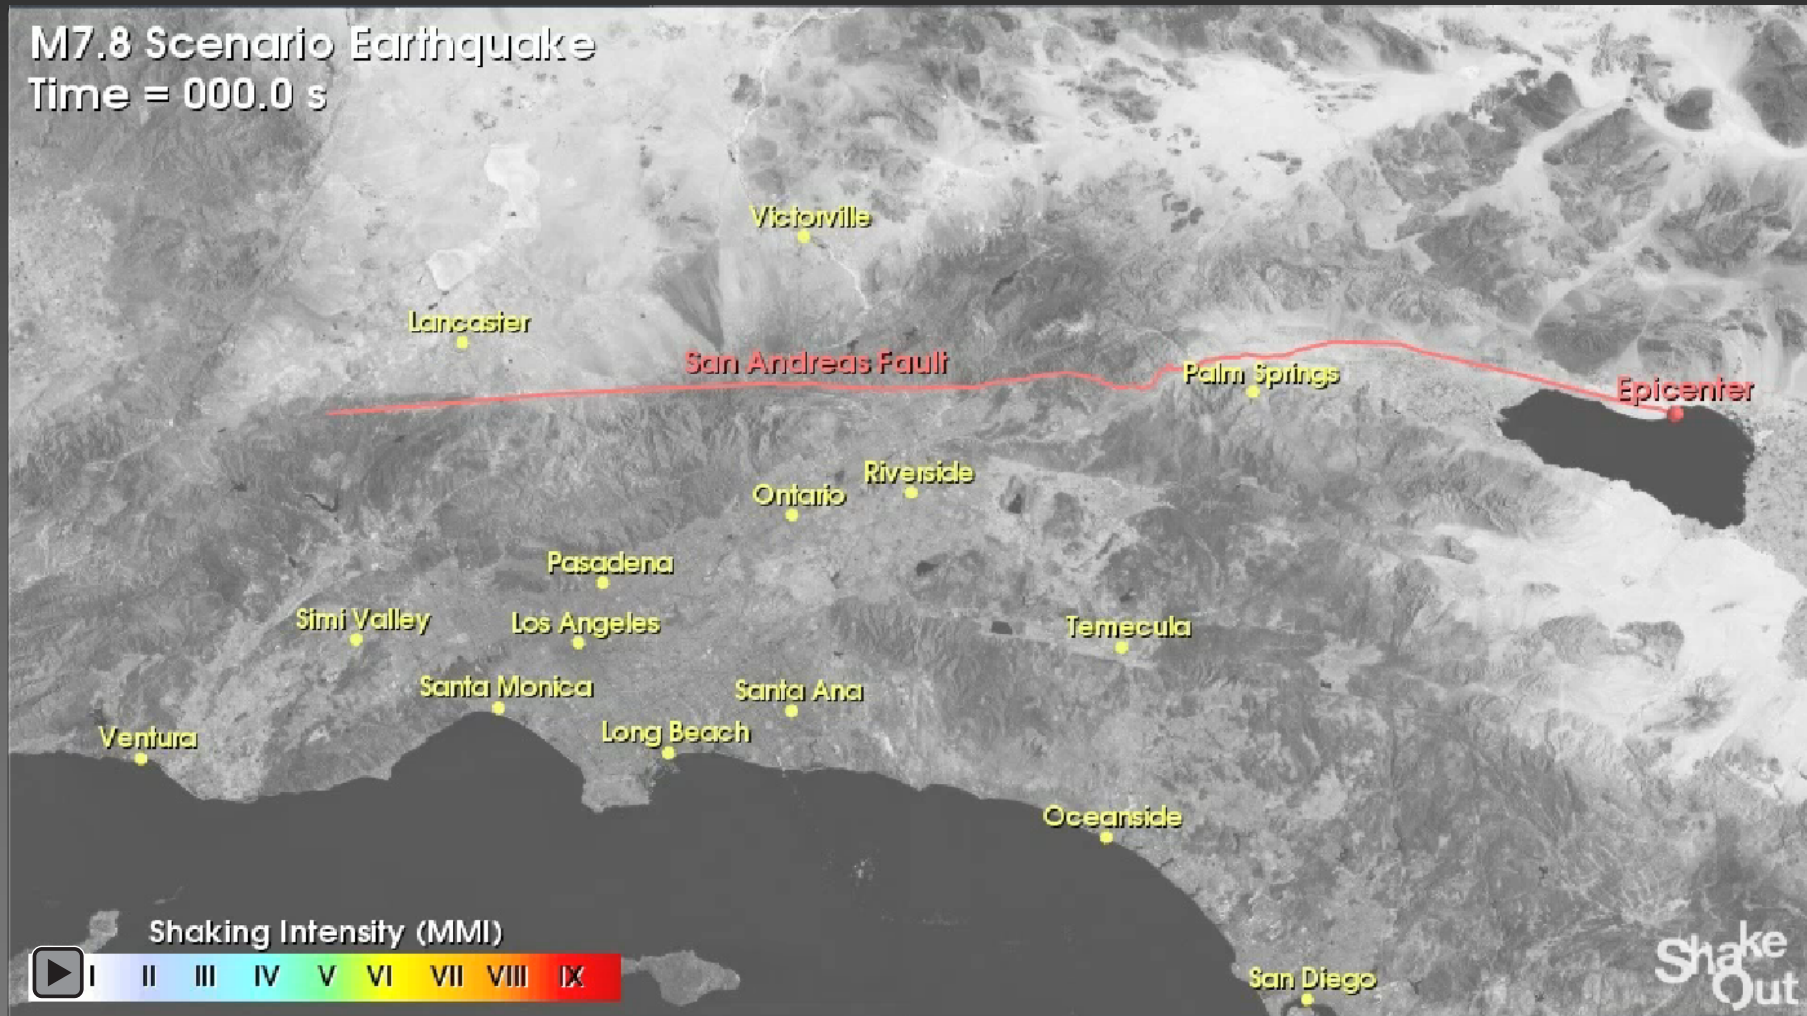 M7.8 Scenario Earthquake
Time = 000.0 s
Victorville
Lancaster
San Andreas Fault
Palm Springs
Epicenter
Riverside
Ontario
Pasadena
Simi Valley
Los Angeles
Temecula
Santa Monica
Santa Ana
Long Beach
Ventura
Oceanside
Shaking Intensity (MMI)
I II III IV V VI VII VIII IX
San Diego
Shake
Out